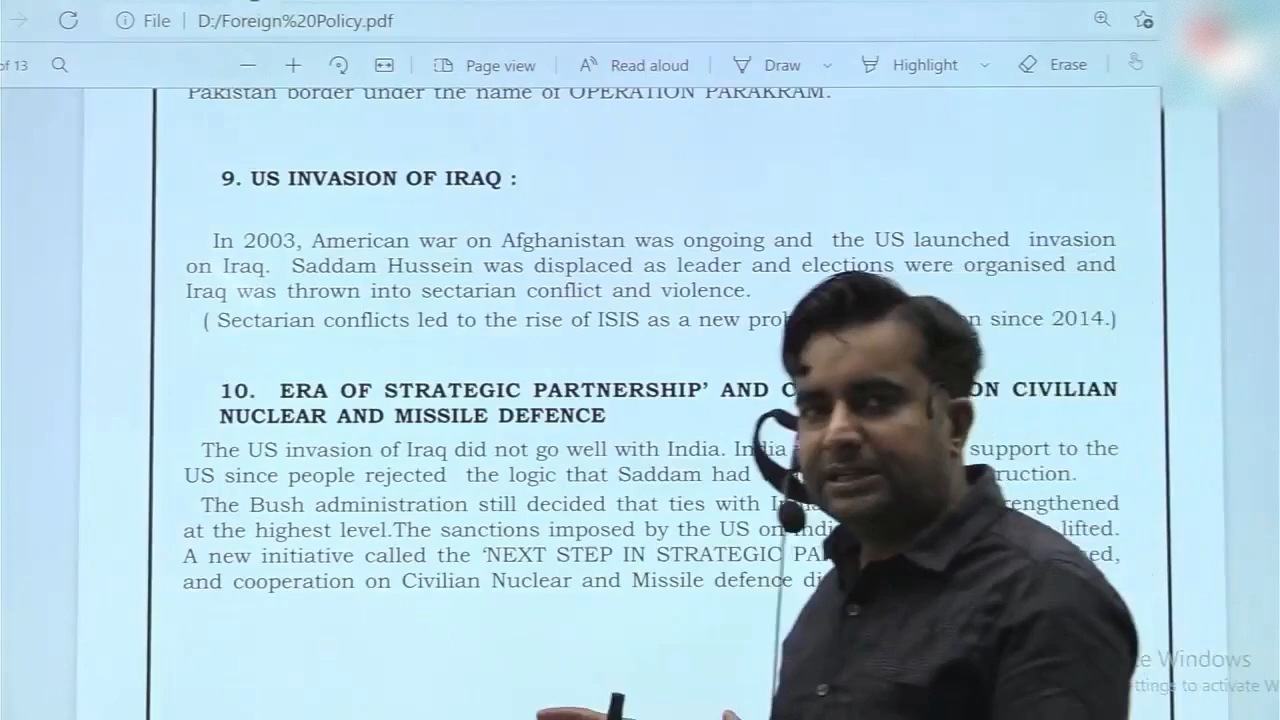 File D:/Foreign%20Policy.pdf
of 13 Page view Read aloud Draw Highlight Erase
Pakistan border under the name of OPERATION PARAKRAM.
9. US INVASION OF IRAQ :
In 2003, American war on Afghanistan was ongoing and the US launched invasion
on Iraq. Saddam Hussein was displaced as leader and elections were organised and
Iraq was thrown into sectarian conflict and violence.
( Sectarian conflicts led to the rise of ISIS as a new since 2014.)
10. ERA OF STRATEGIC PARTNERSHIP’ AND ON CIVILIAN
NUCLEAR AND MISSILE DEFENCE
The US invasion of Iraq did not go well with India. India support to the
US since people rejected the logic that Saddam had
The Bush administration still decided that ties with
at the highest level.The sanctions imposed by the US on lifted.
A new initiative called the ‘NEXT STEP IN STRATEGIC
and cooperation on Civilian Nuclear and Missile defence
Windows
to activate